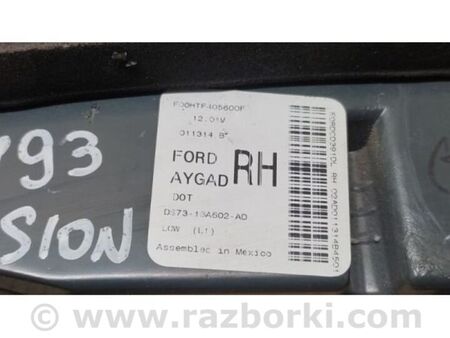 12.01V
011314 B"
FORD RH
AYGAD
DOT
DS73-13A602-AD
LOW (L1)
Assembled in Mexico
793
SION
www.razborki.com